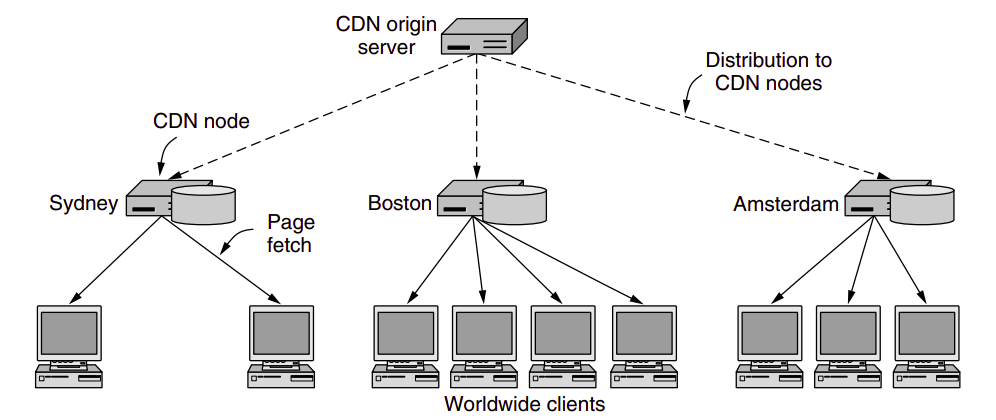 CDN origin
server
Distribution to
CDN nodes
CDN node
Sydney
Boston
Amsterdam
Page
fetch
Worldwide clients